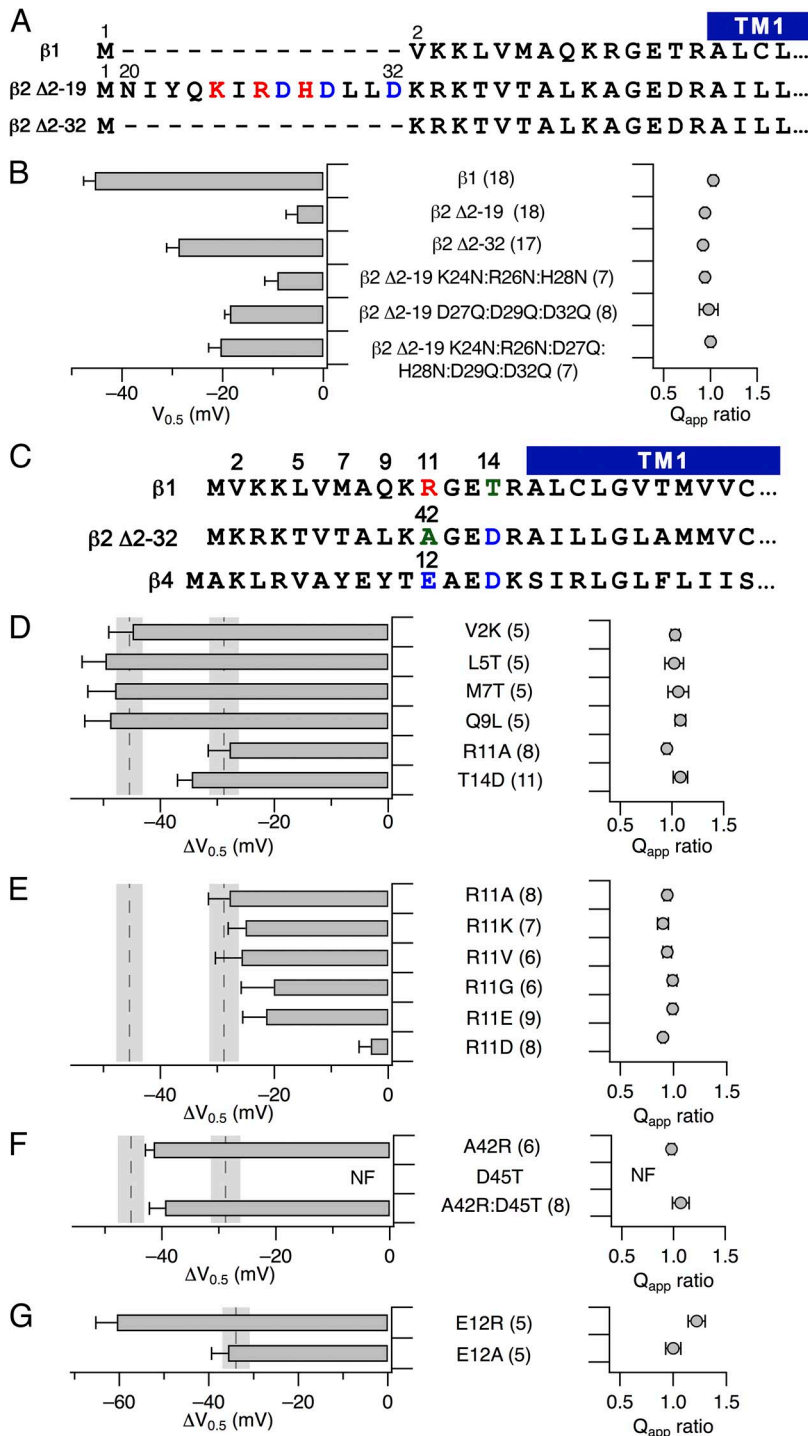 A
TM1
1 2
β1 M - - - - - - - - - - - - - V K K L V M A Q K R G E T R A L C L ...
1 20 32
β2 Δ2-19 M N I Y Q K I R D H D L L D K R K T V T A L K A G E D R A I L L ...
β2 Δ2-32 M - - - - - - - - - - - - - K R K T V T A L K A G E D R A I L L ...
B
β1 (18)
β2 Δ2-19 (18)
β2 Δ2-32 (17)
β2 Δ2-19 K24N:R26N:H28N (7)
β2 Δ2-19 D27Q:D29Q:D32Q (8)
β2 Δ2-19 K24N:R26N:D27Q:
H28N:D29Q:D32Q (7)
−40 −20 0
V0.5 (mV)
0.5 1.0 1.5
Qapp ratio
C
2 5 7 9 11 14
TM1
β1 M V K K L V M A Q K R G E T R A L C L G V T M V V C ...
42
β2 Δ2-32 M K R K T V T A L K A G E D R A I L L G L A M M V C ...
12
β4 M A K L R V A Y E Y T E A E D K S I R L G L F L I I S ...
D
V2K (5)
L5T (5)
M7T (5)
Q9L (5)
R11A (8)
T14D (11)
−40 −20 0
ΔV0.5 (mV)
0.5 1.0 1.5
Qapp ratio
E
R11A (8)
R11K (7)
R11V (6)
R11G (6)
R11E (9)
R11D (8)
−40 −20 0
ΔV0.5 (mV)
0.5 1.0 1.5
Qapp ratio
F
A42R (6)
NF D45T NF
A42R:D45T (8)
−40 −20 0
ΔV0.5 (mV)
0.5 1.0 1.5
Qapp ratio
G
E12R (5)
E12A (5)
−60 −40 −20 0
ΔV0.5 (mV)
0.5 1.0 1.5
Qapp ratio